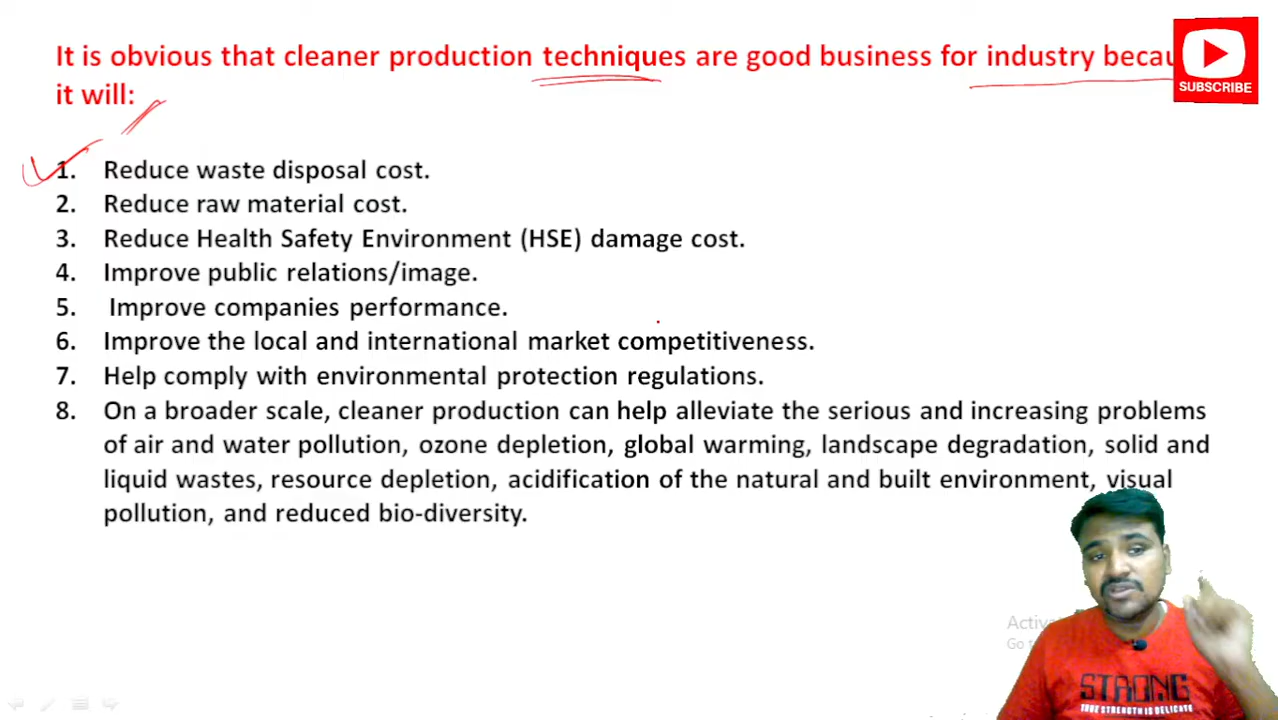 It is obvious that cleaner production techniques are good business for industry becau
SUBSCRIBE
it will:
1. Reduce waste disposal cost.
2. Reduce raw material cost.
3. Reduce Health Safety Environment (HSE) damage cost.
4. Improve public relations/image.
5. Improve companies performance.
6. Improve the local and international market competitiveness.
7. Help comply with environmental protection regulations.
8. On a broader scale, cleaner production can help alleviate the serious and increasing problems
of air and water pollution, ozone depletion, global warming, landscape degradation, solid and
liquid wastes, resource depletion, acidification of the natural and built environment, visual
pollution, and reduced bio-diversity.
Go
STRONG
TRUE STRENGTH IS DELICATE